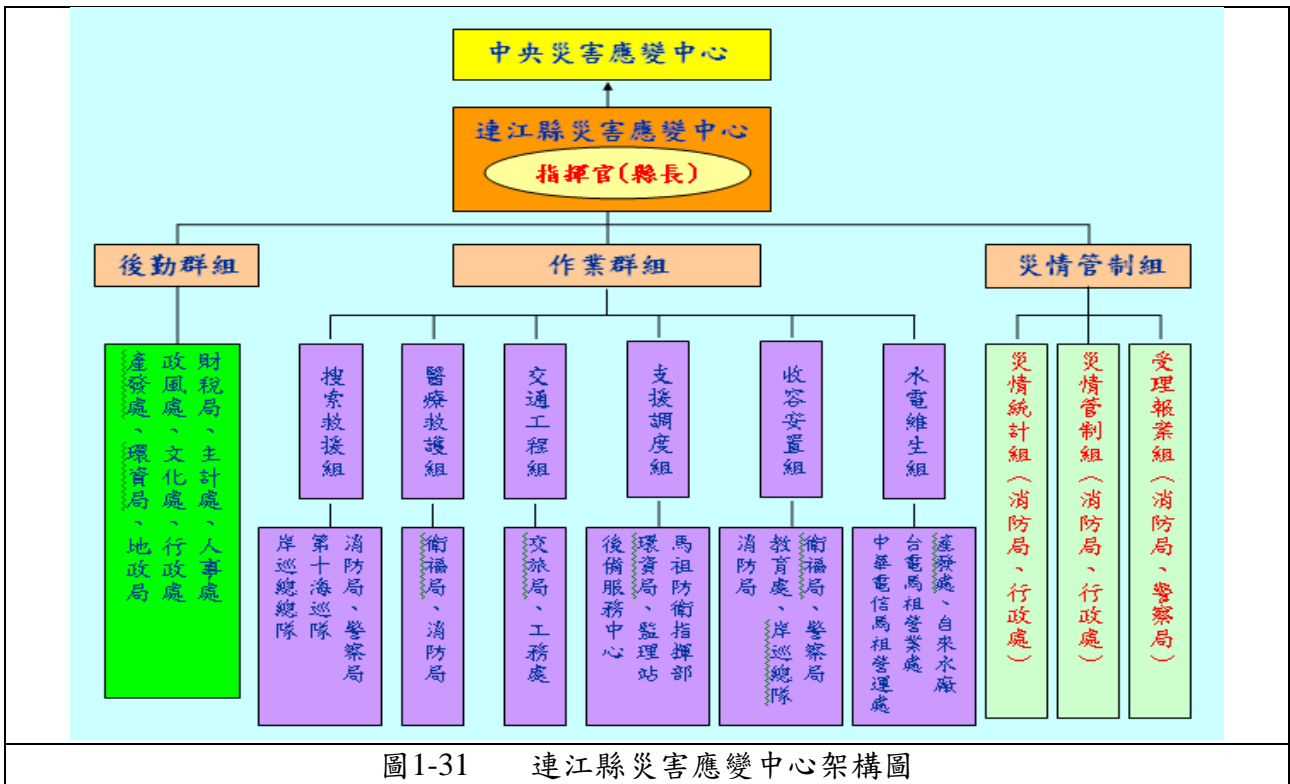 中央災害應變中心
連江縣災害應變中心
指揮官(縣長)
後勤群組
作業群組
災情管制組
財稅局、主計處、人事處
政風處、文化處、行政處
產發處、環資局、地政局
搜索救援組
醫療救護組
交通工程組
支援調度組
收容安置組
水電維生組
災情統計組(消防局、行政處)
災情管制組(消防局、行政處)
受理報案組(消防局、警察局)
消防局、警察局
第十海巡隊
岸巡總總隊
衛福局、消防局
交旅局、工務處
馬祖防衛指揮部
環資局、監理站
後備服務中心
衛福局、警察局
教育處、岸巡總隊
消防局
產發處、自來水廠
台電馬祖營業處
中華電信馬祖營運處
圖1-31 連江縣災害應變中心架構圖